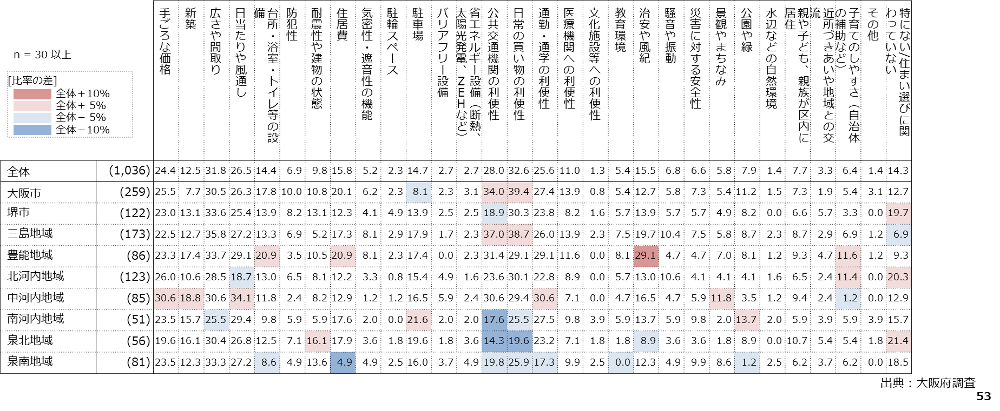 n = 30 以上
[比率の差]
全体＋10%
全体＋ 5%
全体－ 5%
全体－10%
手ごろな価格
新築
広さや間取り
日当たりや風通し
台所・浴室・トイレ等の設備
防犯性
耐震性や建物の状態
住居費
気密性・遮音性の機能
駐輪スペース
駐車場
バリアフリー設備
省エネルギー設備（断熱、太陽光発電、ZEHなど）
公共交通機関の利便性
日常の買い物の利便性
通勤・通学の利便性
医療機関への利便性
文化施設等への利便性
教育環境
治安や風紀
騒音や振動
災害に対する安全性
景観やまちなみ
公園や緑
水辺などの自然環境
親や子ども、親族が区内に居住
近所づきあいや地域との交流
子育てのしやすさ（自治体の補助など）
その他
特にない/住まい選びに関わっていない
全体 (1,036) 24.4 12.5 31.8 26.5 14.4 6.9 9.8 15.8 5.2 2.3 14.7 2.7 2.7 28.0 32.6 25.6 11.0 1.3 5.4 15.5 6.8 6.6 5.8 7.9 1.4 7.7 3.3 6.4 1.4 14.3
大阪市 (259) 25.5 7.7 30.5 26.3 17.8 10.0 10.8 20.1 6.2 2.3 8.1 2.3 3.1 34.0 39.4 27.4 13.9 0.8 5.4 12.7 5.8 7.3 5.4 11.2 1.5 7.3 1.9 5.4 3.1 12.7
堺市 (122) 23.0 13.1 33.6 25.4 13.9 8.2 13.1 12.3 4.1 4.9 13.9 2.5 2.5 18.9 30.3 23.8 8.2 1.6 5.7 13.9 5.7 5.7 4.9 8.2 0.0 6.6 5.7 3.3 0.0 19.7
三島地域 (173) 22.5 12.7 35.8 27.2 13.3 6.9 5.2 17.3 8.1 2.9 17.9 1.7 2.3 37.0 38.7 26.0 13.9 2.3 7.5 19.7 10.4 7.5 5.8 8.7 2.3 8.7 2.9 6.9 1.2 6.9
豊能地域 (86) 23.3 17.4 33.7 29.1 20.9 3.5 10.5 20.9 8.1 2.3 17.4 0.0 2.3 31.4 29.1 29.1 11.6 0.0 8.1 29.1 4.7 4.7 7.0 8.1 1.2 9.3 4.7 11.6 1.2 9.3
北河内地域 (123) 26.0 10.6 28.5 18.7 13.0 6.5 8.1 12.2 3.3 0.8 15.4 4.9 1.6 23.6 30.1 22.8 8.9 0.0 5.7 13.0 10.6 4.1 4.1 4.1 1.6 6.5 2.4 11.4 0.0 20.3
中河内地域 (85) 30.6 18.8 30.6 34.1 11.8 2.4 8.2 12.9 1.2 1.2 16.5 5.9 2.4 30.6 29.4 30.6 7.1 0.0 4.7 16.5 4.7 5.9 11.8 3.5 1.2 9.4 2.4 1.2 0.0 12.9
南河内地域 (51) 23.5 15.7 25.5 29.4 9.8 5.9 5.9 17.6 2.0 0.0 21.6 2.0 2.0 17.6 25.5 27.5 9.8 3.9 5.9 13.7 5.9 9.8 2.0 13.7 2.0 5.9 3.9 5.9 3.9 15.7
泉北地域 (56) 19.6 16.1 30.4 26.8 12.5 7.1 16.1 17.9 3.6 1.8 19.6 1.8 3.6 14.3 19.6 23.2 7.1 1.8 1.8 8.9 3.6 3.6 1.8 8.9 0.0 10.7 5.4 5.4 1.8 21.4
泉南地域 (81) 23.5 12.3 33.3 27.2 8.6 4.9 13.6 4.9 4.9 2.5 16.0 3.7 4.9 19.8 25.9 17.3 9.9 2.5 0.0 12.3 4.9 9.9 8.6 1.2 2.5 6.2 3.7 6.2 0.0 18.5
出典：大阪府調査
53